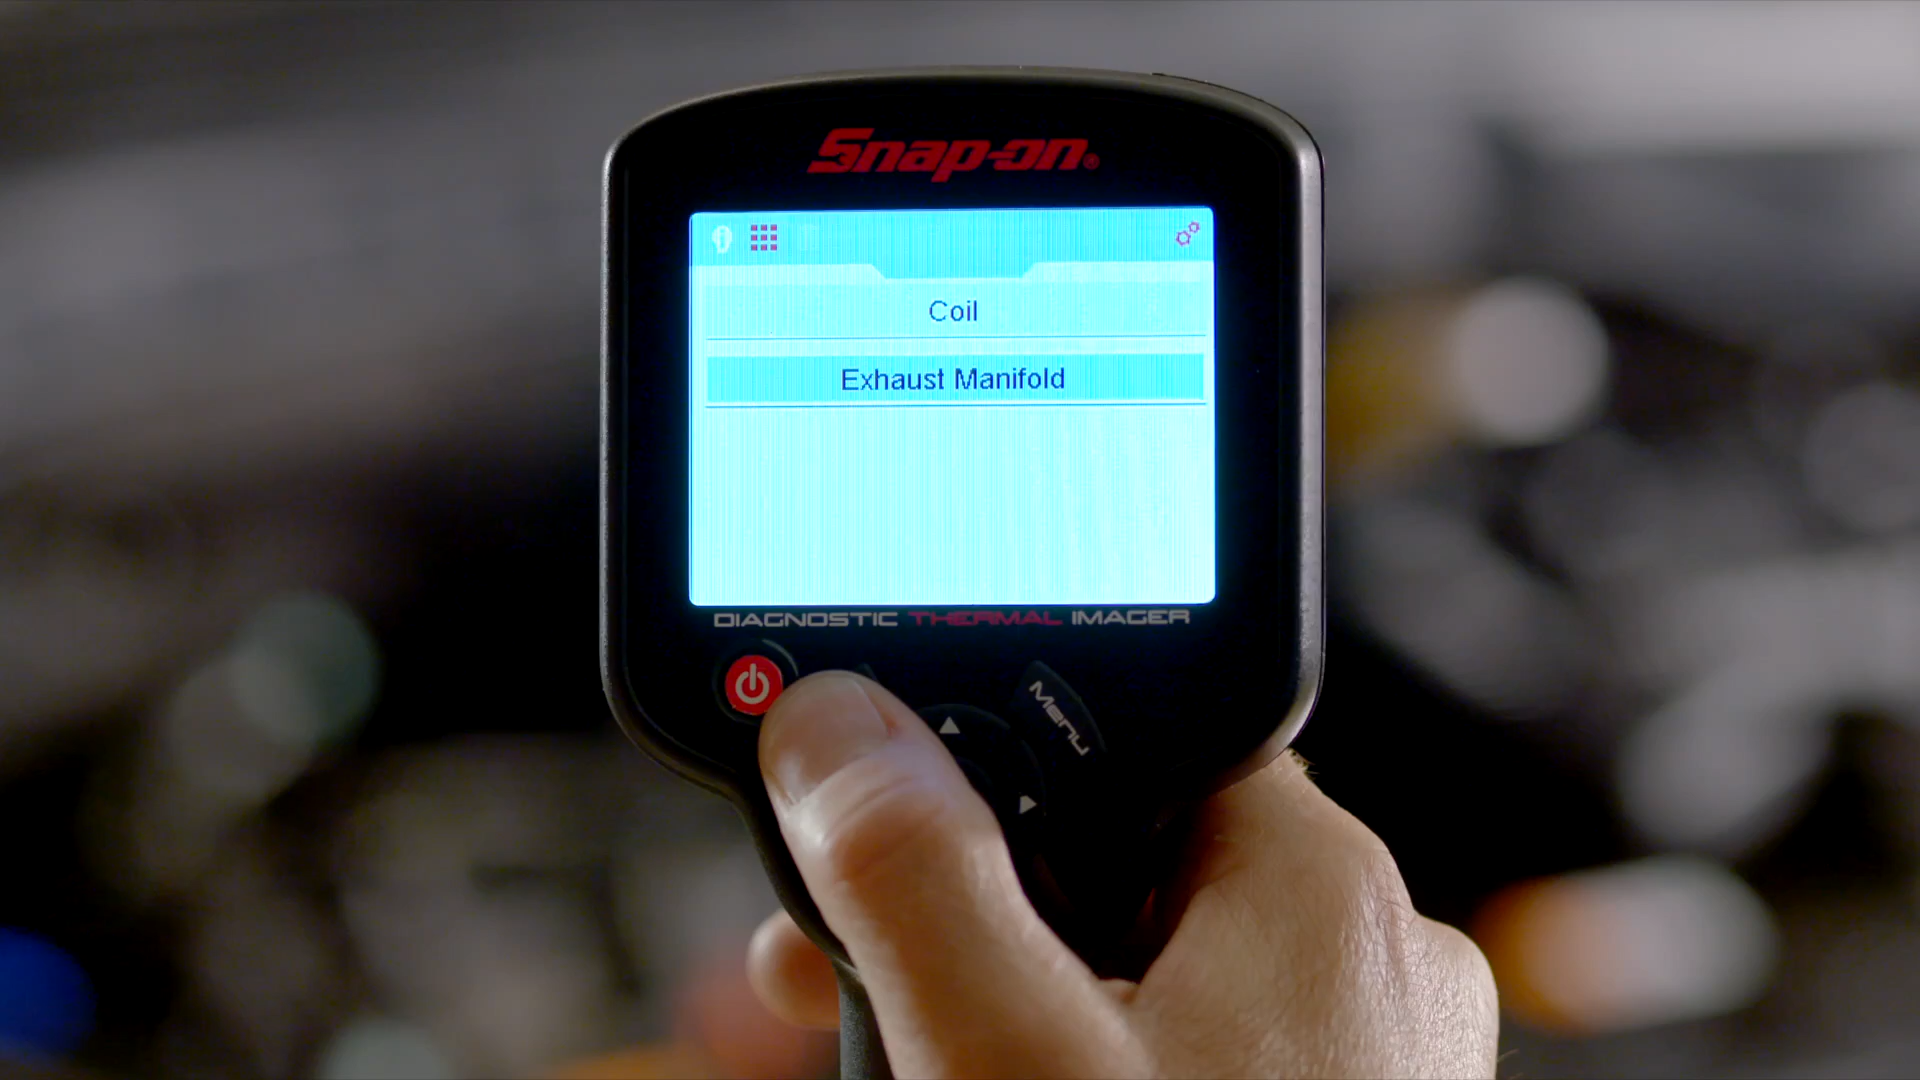 Snap-on®
Coil
Exhaust Manifold
DIAGNOSTIC THERMAL IMAGER
Menu